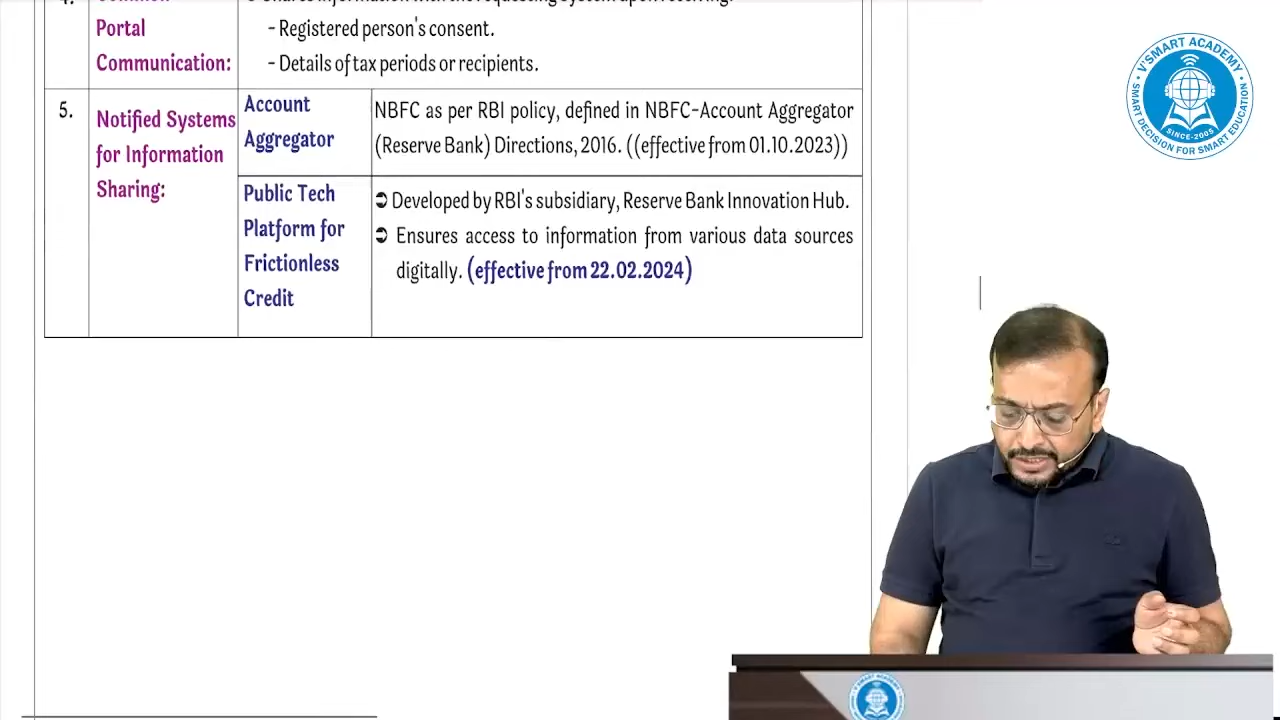 Portal
Communication:
- Registered person's consent.
- Details of tax periods or recipients.
5.
Notified Systems
for Information
Sharing:
Account
Aggregator
NBFC as per RBI policy, defined in NBFC-Account Aggregator
(Reserve Bank) Directions, 2016. ((effective from 01.10.2023))
Public Tech
Platform for
Frictionless
Credit
➲ Developed by RBI's subsidiary, Reserve Bank Innovation Hub.
➲ Ensures access to information from various data sources
digitally. (effective from 22.02.2024)
V'SMART ACADEMY
SMART DECISION FOR SMART EDUCATION
SINCE-2005